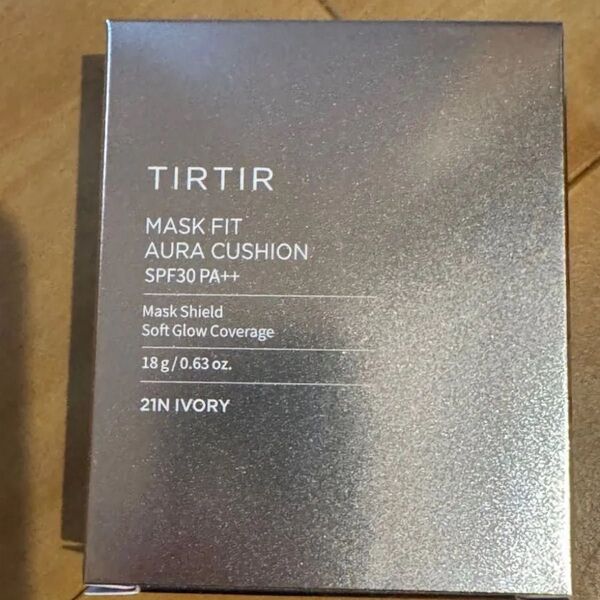 TIRTIR
MASK FIT
AURA CUSHION
SPF30 PA++
Mask Shield
Soft Glow Coverage
18 g / 0.63 oz.
21N IVORY